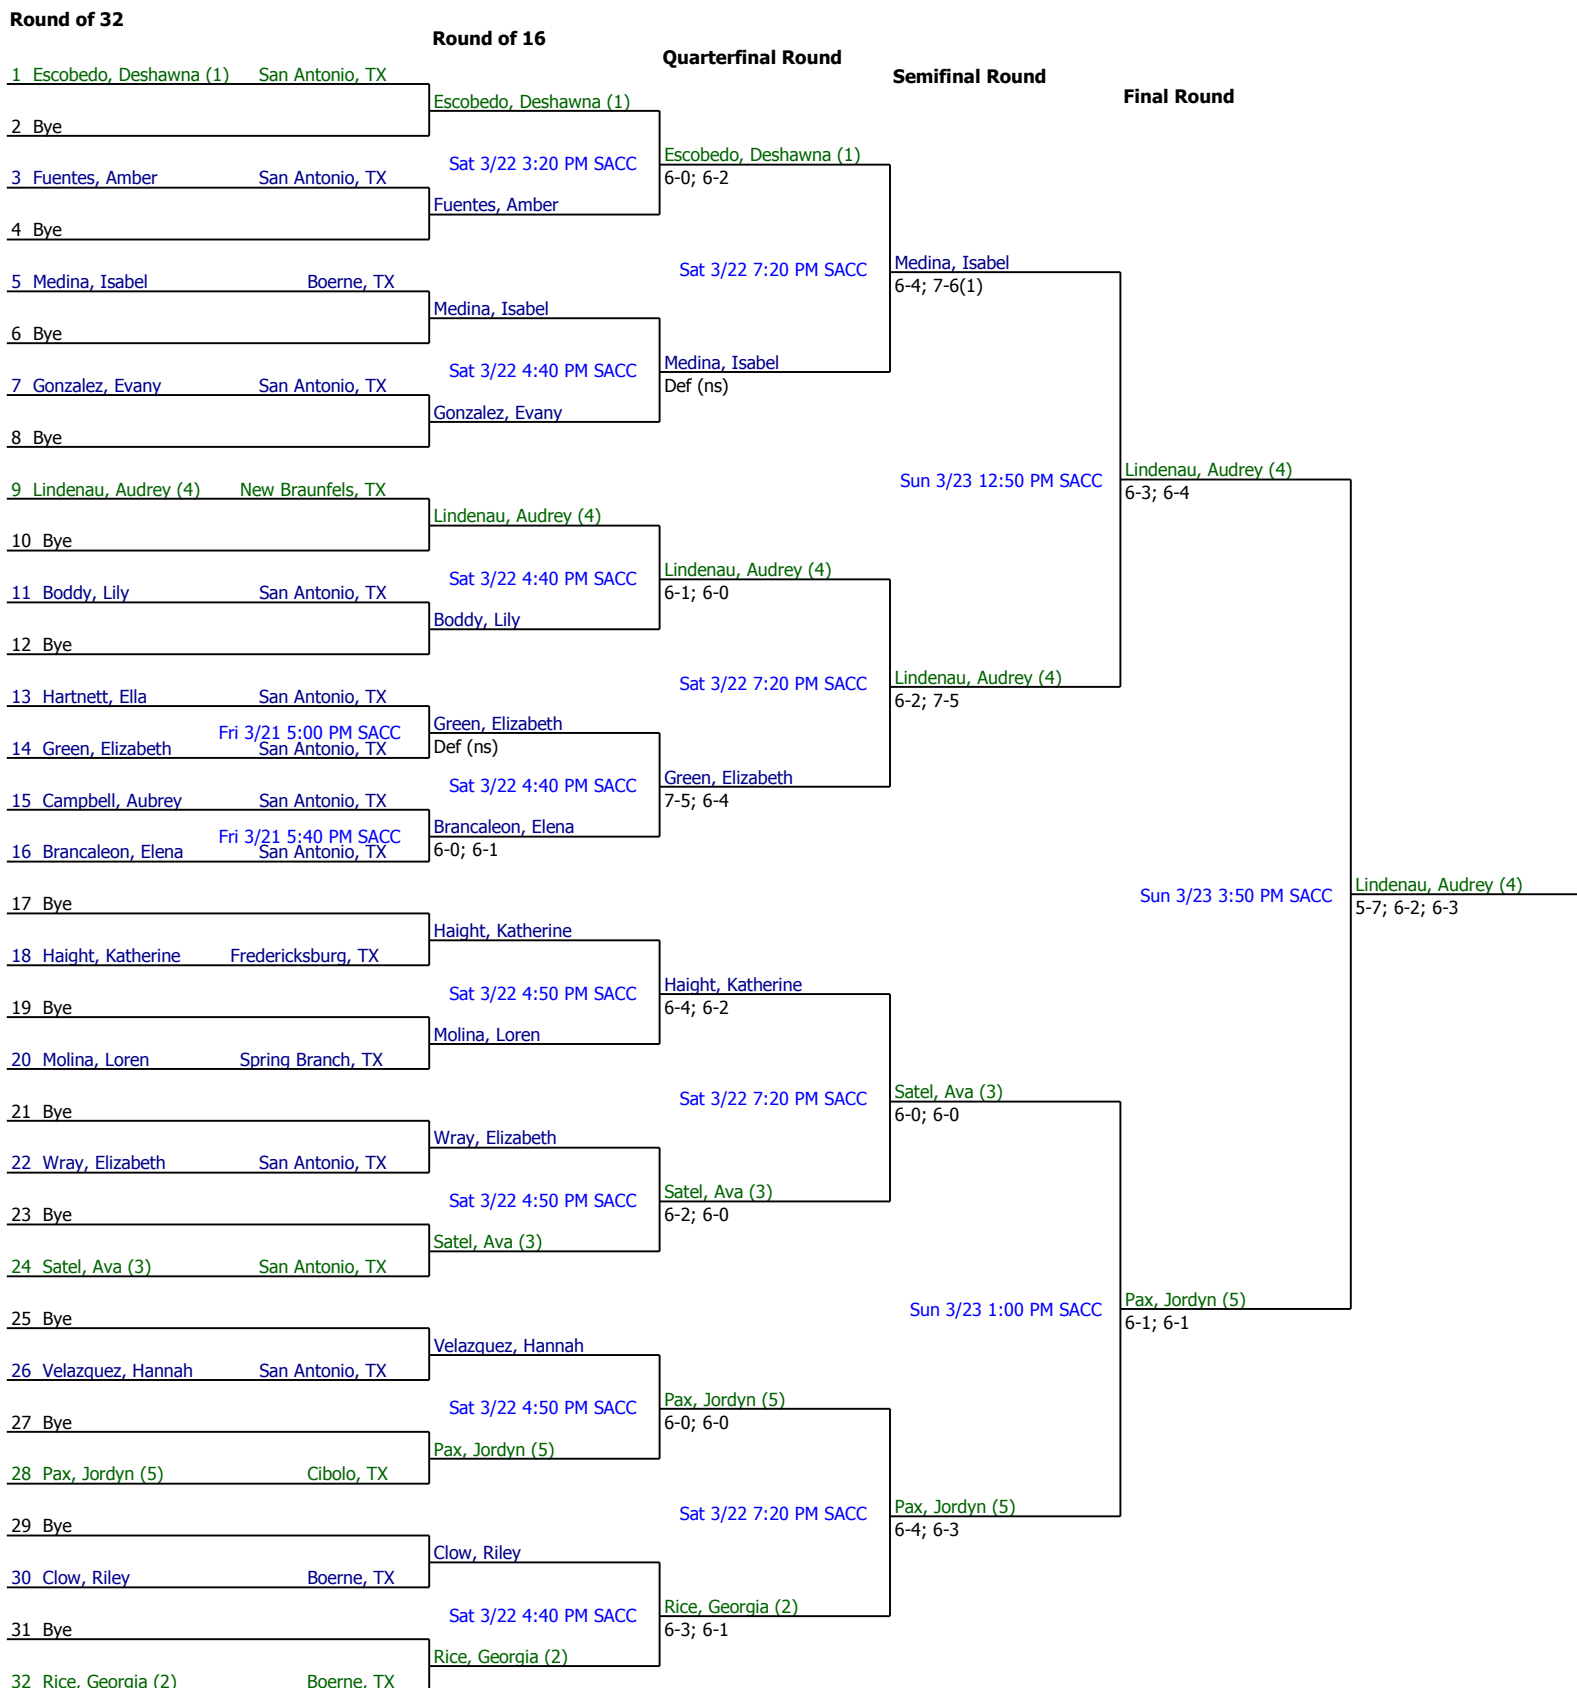 Round of 32
Round of 16
Quarterfinal Round
Semifinal Round
Final Round
1 Escobedo, Deshawna (1) San Antonio, TX
Escobedo, Deshawna (1)
2 Bye
Sat 3/22 3:20 PM SACC
Escobedo, Deshawna (1)
6-0; 6-2
3 Fuentes, Amber San Antonio, TX
Fuentes, Amber
4 Bye
Sat 3/22 7:20 PM SACC
Medina, Isabel
6-4; 7-6(1)
5 Medina, Isabel Boerne, TX
Medina, Isabel
6 Bye
Sat 3/22 4:40 PM SACC
Medina, Isabel
Def (ns)
7 Gonzalez, Evany San Antonio, TX
Gonzalez, Evany
8 Bye
Sun 3/23 12:50 PM SACC
Lindenau, Audrey (4)
6-3; 6-4
9 Lindenau, Audrey (4) New Braunfels, TX
Lindenau, Audrey (4)
10 Bye
Sat 3/22 4:40 PM SACC
Lindenau, Audrey (4)
6-1; 6-0
11 Boddy, Lily San Antonio, TX
Boddy, Lily
12 Bye
Sat 3/22 7:20 PM SACC
Lindenau, Audrey (4)
6-2; 7-5
13 Hartnett, Ella San Antonio, TX
Fri 3/21 5:00 PM SACC
Green, Elizabeth
Def (ns)
14 Green, Elizabeth San Antonio, TX
Sat 3/22 4:40 PM SACC
Green, Elizabeth
7-5; 6-4
15 Campbell, Aubrey San Antonio, TX
Fri 3/21 5:40 PM SACC
Brancaleon, Elena
6-0; 6-1
16 Brancaleon, Elena San Antonio, TX
Sun 3/23 3:50 PM SACC
Lindenau, Audrey (4)
5-7; 6-2; 6-3
17 Bye
Haight, Katherine
18 Haight, Katherine Fredericksburg, TX
Sat 3/22 4:50 PM SACC
Haight, Katherine
6-4; 6-2
19 Bye
Molina, Loren
20 Molina, Loren Spring Branch, TX
Sat 3/22 7:20 PM SACC
Satel, Ava (3)
6-0; 6-0
21 Bye
Wray, Elizabeth
22 Wray, Elizabeth San Antonio, TX
Sat 3/22 4:50 PM SACC
Satel, Ava (3)
6-2; 6-0
23 Bye
Satel, Ava (3)
24 Satel, Ava (3) San Antonio, TX
Sun 3/23 1:00 PM SACC
Pax, Jordyn (5)
6-1; 6-1
25 Bye
Velazquez, Hannah
26 Velazquez, Hannah San Antonio, TX
Sat 3/22 4:50 PM SACC
Pax, Jordyn (5)
6-0; 6-0
27 Bye
Pax, Jordyn (5)
28 Pax, Jordyn (5) Cibolo, TX
Sat 3/22 7:20 PM SACC
Pax, Jordyn (5)
6-4; 6-3
29 Bye
Clow, Riley
30 Clow, Riley Boerne, TX
Sat 3/22 4:40 PM SACC
Rice, Georgia (2)
6-3; 6-1
31 Bye
Rice, Georgia (2)
32 Rice, Georgia (2) Boerne, TX